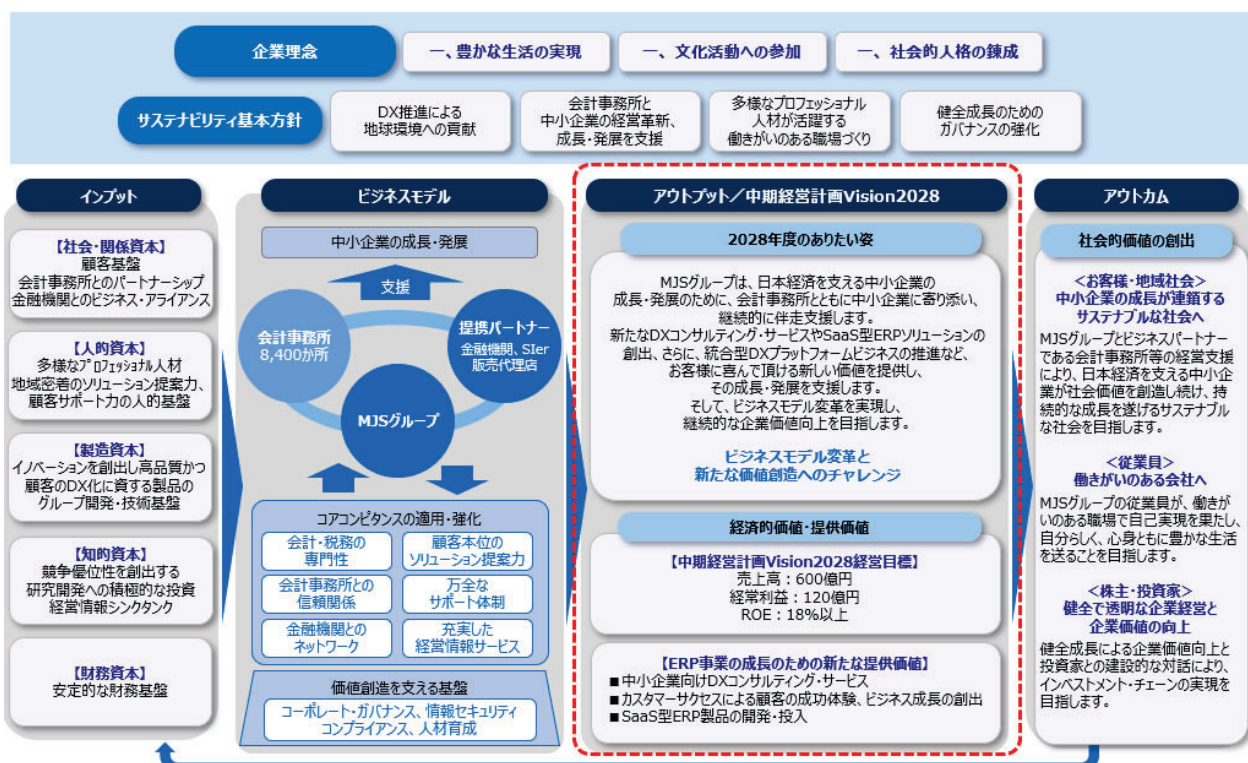 企業理念
一、豊かな生活の実現
一、文化活動への参加
一、社会的人格の錬成
サステナビリティ基本方針
DX推進による
地球環境への貢献
会計事務所と
中小企業の経営革新、
成長・発展を支援
多様なプロフェッショナル
人材が活躍する
働きがいのある職場づくり
健全成長のための
ガバナンスの強化
インプット
【社会・関係資本】
顧客基盤
会計事務所とのパートナーシップ
金融機関とのビジネス・アライアンス
【人的資本】
多様なプロフェッショナル人材
地域密着のソリューション提案力、
顧客サポート力の人的基盤
【製造資本】
イノベーションを創出し高品質かつ
顧客のDX化に資する製品の
グループ開発・技術基盤
【知的資本】
競争優位性を創出する
研究開発への積極的な投資
経営情報シンクタンク
【財務資本】
安定的な財務基盤
ビジネスモデル
中小企業の成長・発展
支援
会計事務所
8,400か所
提携パートナー
金融機関、SIer
販売代理店
MJSグループ
コアコンピタンスの適用・強化
会計・税務の
専門性
顧客本位の
ソリューション提案力
会計事務所との
信頼関係
万全な
サポート体制
金融機関との
ネットワーク
充実した
経営情報サービス
価値創造を支える基盤
コーポレート・ガバナンス、情報セキュリティ
コンプライアンス、人材育成
アウトプット／中期経営計画Vision2028
2028年度のありたい姿
MJSグループは、日本経済を支える中小企業の
成長・発展のために、会計事務所とともに中小企業に寄り添い、
継続的に伴走支援します。
新たなDXコンサルティング・サービスやSaaS型ERPソリューションの
創出、さらに、統合型DXプラットフォームビジネスの推進など、
お客様に喜んで頂ける新しい価値を提供し、
その成長・発展を支援します。
そして、ビジネスモデル変革を実現し、
継続的な企業価値向上を目指します。
ビジネスモデル変革と
新たな価値創造へのチャレンジ
経済的価値・提供価値
【中期経営計画Vision2028経営目標】
売上高：600億円
経常利益：120億円
ROE：18%以上
【ERP事業の成長のための新たな提供価値】
■中小企業向けDXコンサルティング・サービス
■カスタマーサクセスによる顧客の成功体験、ビジネス成長の創出
■SaaS型ERP製品の開発・投入
アウトカム
社会的価値の創出
＜お客様・地域社会＞
中小企業の成長が連鎖する
サステナブルな社会へ
MJSグループとビジネスパートナー
である会計事務所等の経営支援
により、日本経済を支える中小企
業が社会価値を創造し続け、持
続的な成長を遂げるサステナブル
な社会を目指します。
＜従業員＞
働きがいのある会社へ
MJSグループの従業員が、働き
がいのある職場で自己実現を果たし、
自分らしく、心身ともに豊かな生活
を送ることを目指します。
＜株主・投資家＞
健全で透明な企業経営と
企業価値の向上
健全成長による企業価値向上と
投資家との建設的な対話により、
インベストメント・チェーンの実現を
目指します。